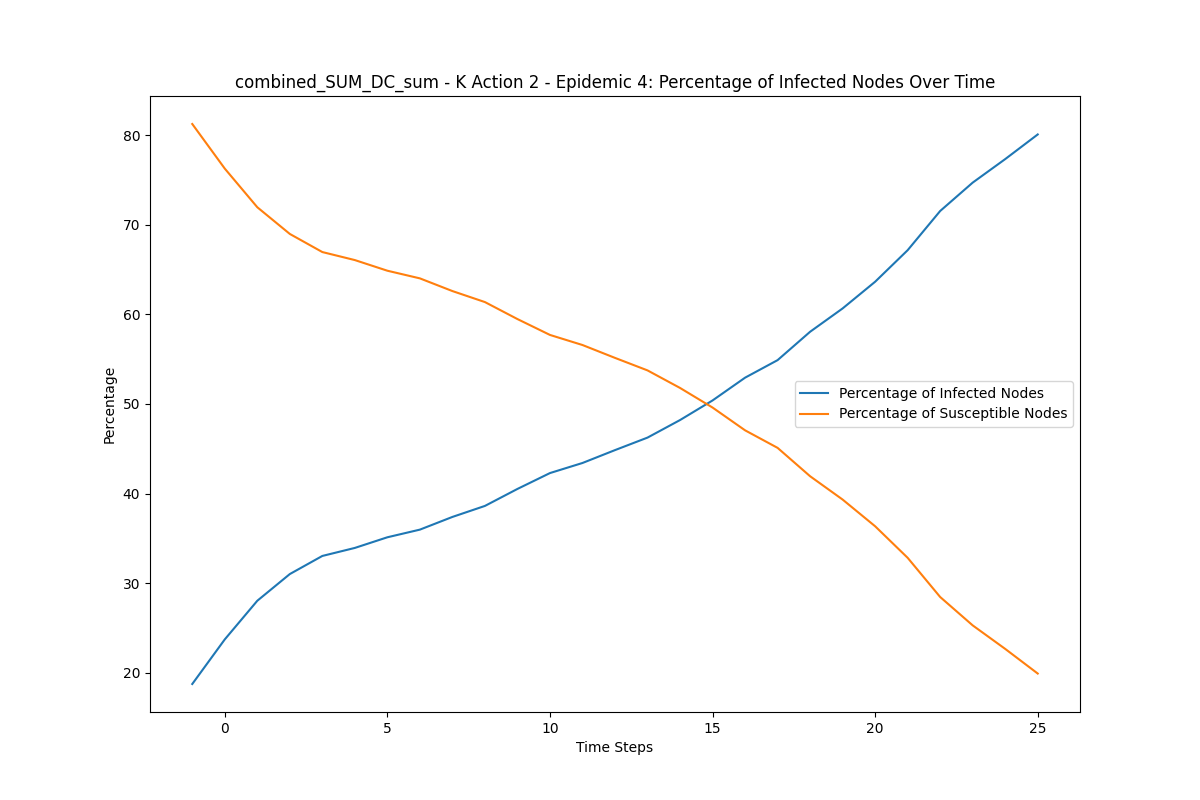 combined_SUM_DC_sum - K Action 2 - Epidemic 4: Percentage of Infected Nodes Over Time
80
70
60
50
40
30
20
Percentage
Percentage of Infected Nodes
Percentage of Susceptible Nodes
0 5 10 15 20 25
Time Steps